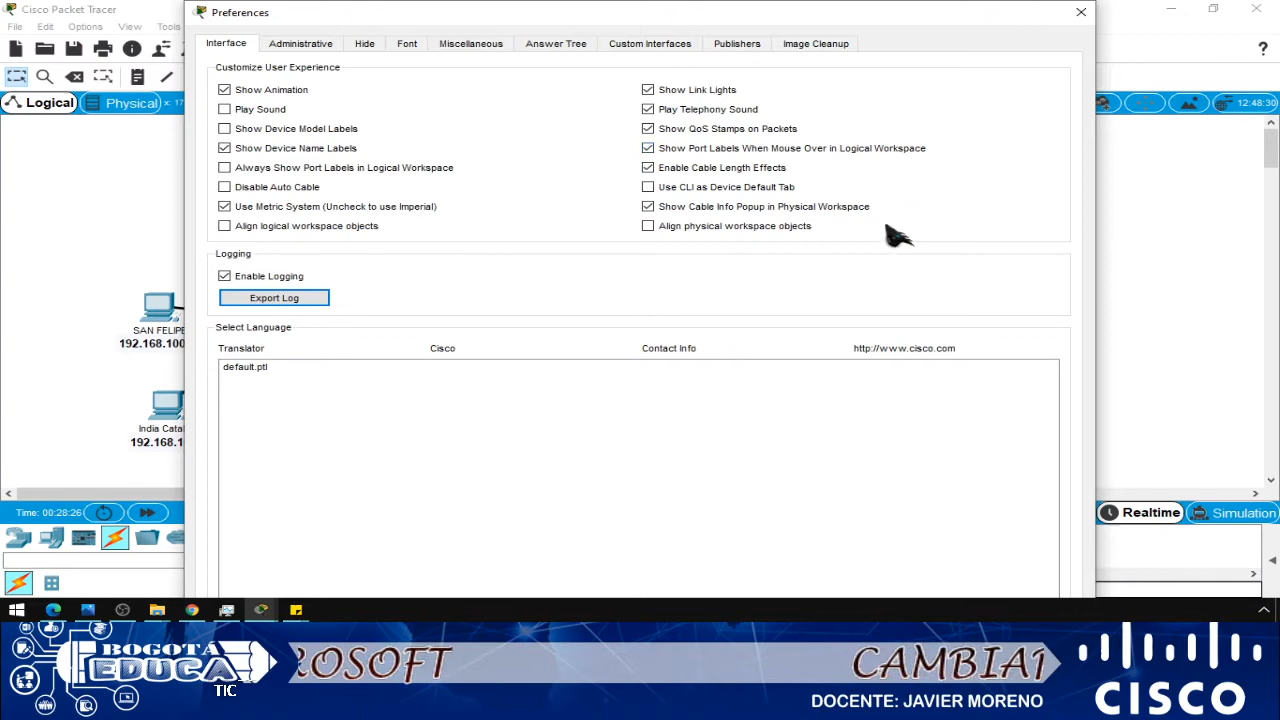 Cisco Packet Tracer
File Edit Options View Tools
Preferences
Interface Administrative Hide Font Miscellaneous Answer Tree Custom Interfaces Publishers Image Cleanup
Logical
Physical
x: 17
12:48:30
Customize User Experience
Show Animation
Show Link Lights
Play Sound
Play Telephony Sound
Show Device Model Labels
Show QoS Stamps on Packets
Show Device Name Labels
Show Port Labels When Mouse Over in Logical Workspace
Always Show Port Labels in Logical Workspace
Enable Cable Length Effects
Disable Auto Cable
Use CLI as Device Default Tab
Use Metric System (Uncheck to use Imperial)
Show Cable Info Popup in Physical Workspace
Align logical workspace objects
Align physical workspace objects
Logging
Enable Logging
Export Log
Select Language
Translator Cisco Contact Info http://www.cisco.com
default.ptl
SAN FELIPE
192.168.100
India Catal
192.168.10
Time: 00:28:26
Realtime
Simulation
BOGOTA
EDUCA
TIC
ROSOFT
CAMBIA
DOCENTE: JAVIER MORENO
CISCO